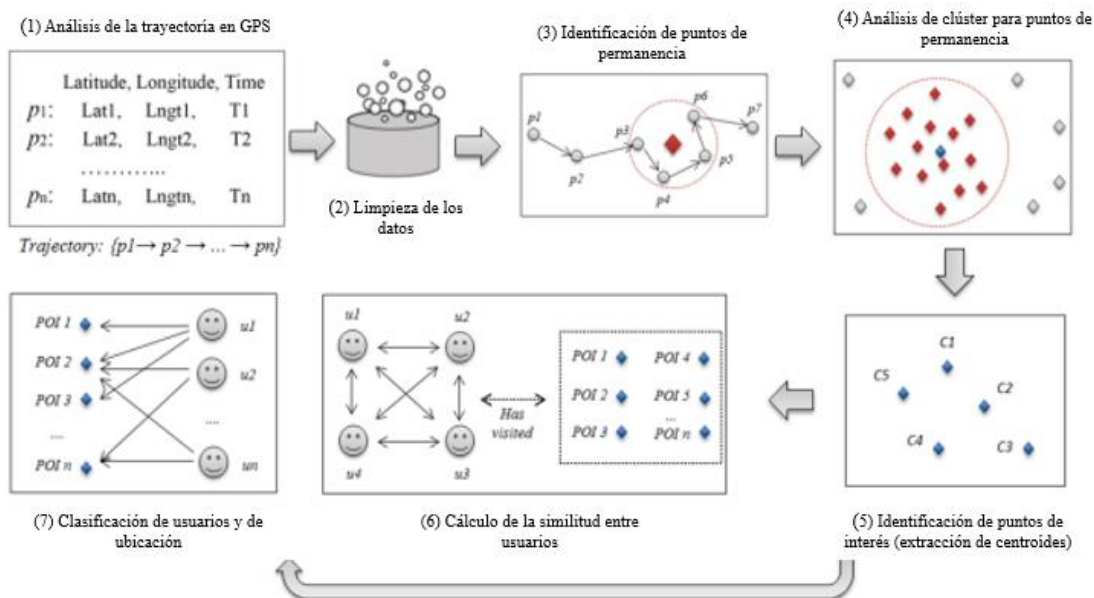 (1) Análisis de la trayectoría en GPS
Latitude, Longitude, Time
p1: Lat1, Lngt1, T1
p2: Lat2, Lngt2, T2
............
pn: Latn, Lngtn, Tn
Trajectory: {p1→ p2 → ... → pn}
(2) Limpieza de los
datos
(3) Identificación de puntos de
permanencia
p1
p2
p3
p4
p5
p6
p7
(4) Análisis de clúster para puntos de
permanencia
C1
C5
C2
C4
C3
(5) Identificación de puntos de
interés (extracción de centroídes)
u1
u2
u4
u3
Has
visited
POI 1
POI 4
POI 2
POI 5
...
POI 3
POI n
(6) Cálculo de la similitud entre
usuarios
POI 1
u1
POI 2
u2
POI 3
....
....
POI n
un
(7) Clasificación de usuarios y de
ubicación